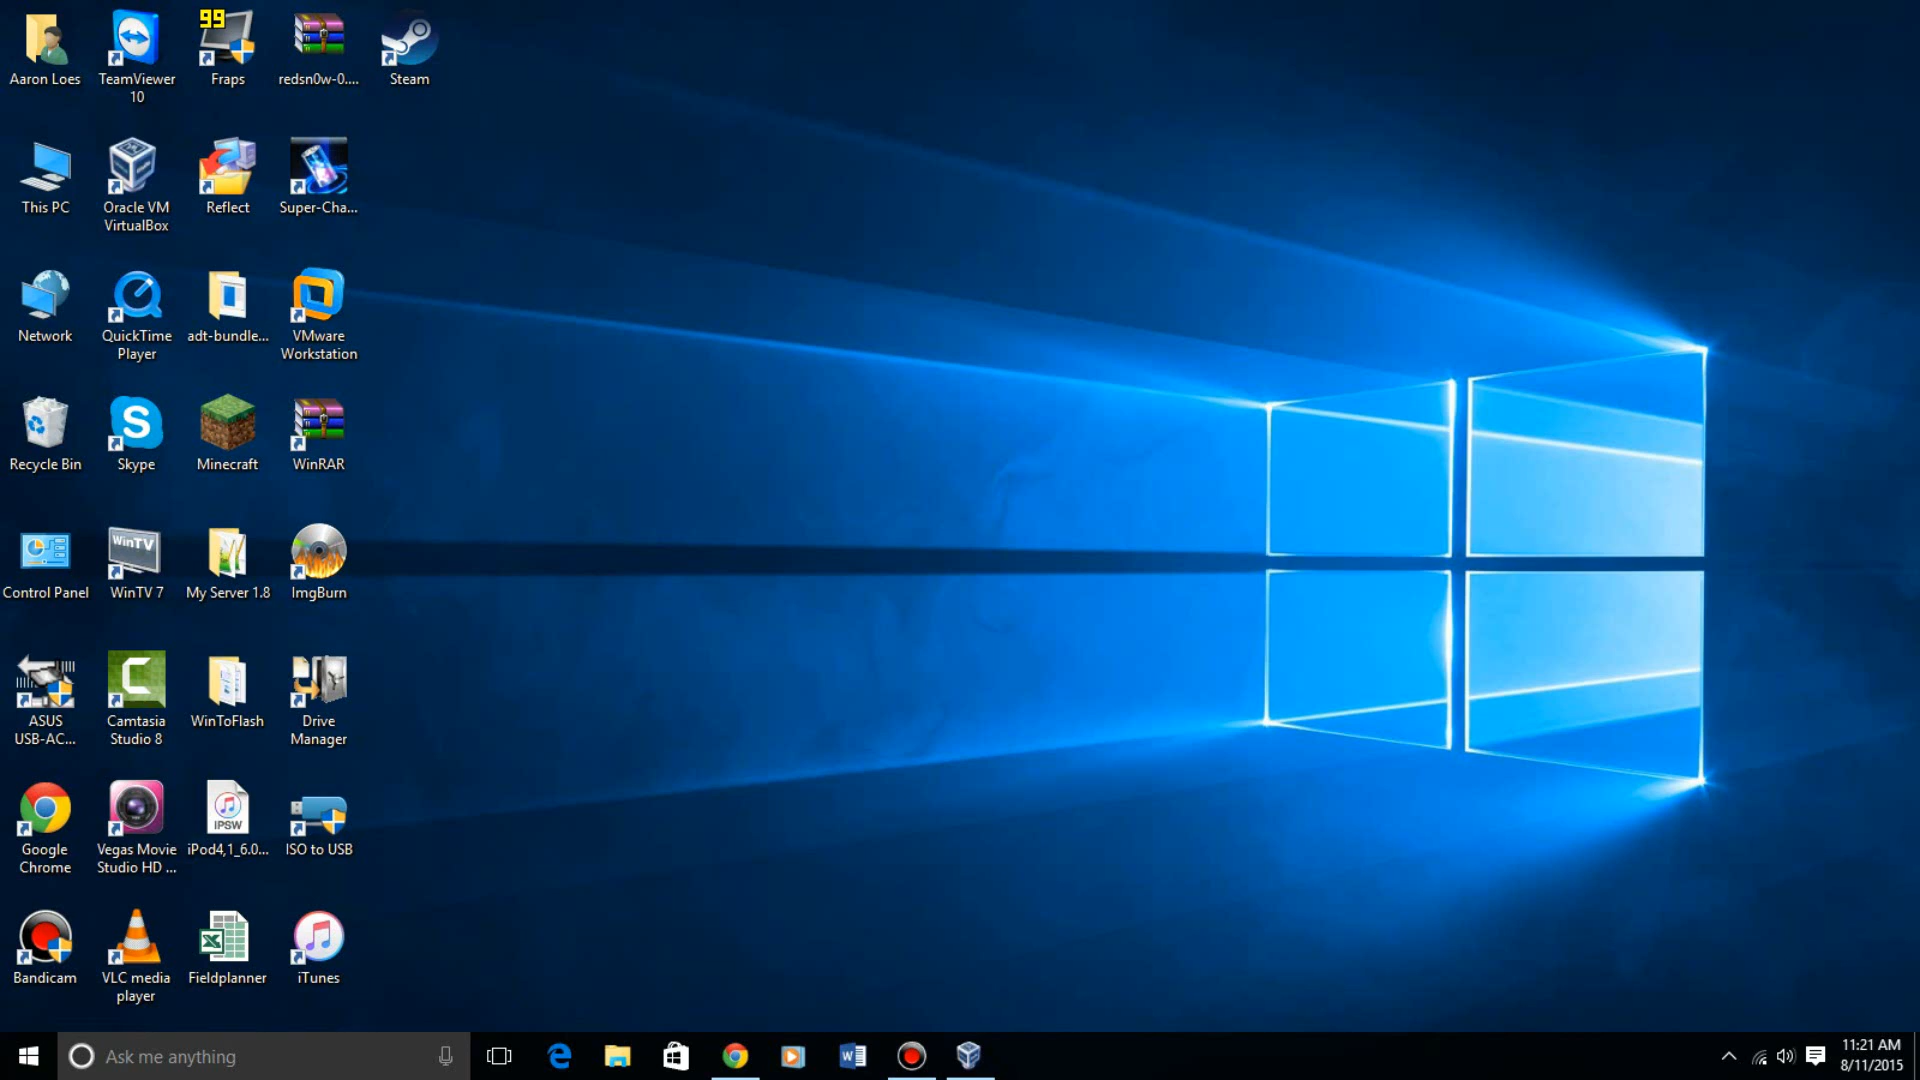 99
Aaron Loes
TeamViewer
10
Fraps
redsn0w-0....
Steam
This PC
Oracle VM
VirtualBox
Reflect
Super-Cha...
Network
QuickTime
Player
adt-bundle...
VMware
Workstation
Recycle Bin
Skype
Minecraft
WinRAR
Control Panel
WinTV
WinTV 7
My Server 1.8
ImgBurn
ASUS
USB-AC...
Camtasia
Studio 8
WinToFlash
Drive
Manager
Google
Chrome
Vegas Movie
Studio HD ...
IPSW
iPod4,1_6.0...
ISO to USB
Bandicam
VLC media
player
Fieldplanner
iTunes
Ask me anything
11:21 AM
8/11/2015